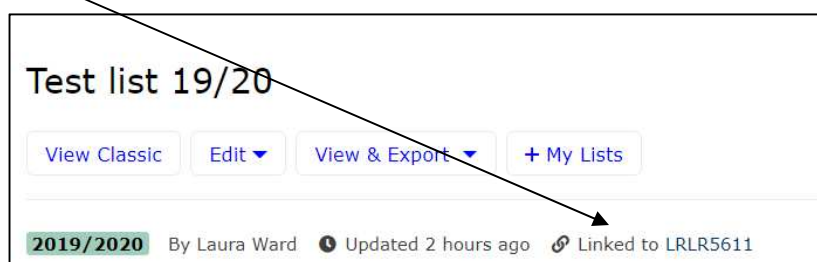 Test list 19/20
View Classic Edit View & Export + My Lists
2019/2020 By Laura Ward Updated 2 hours ago Linked to LRLR5611